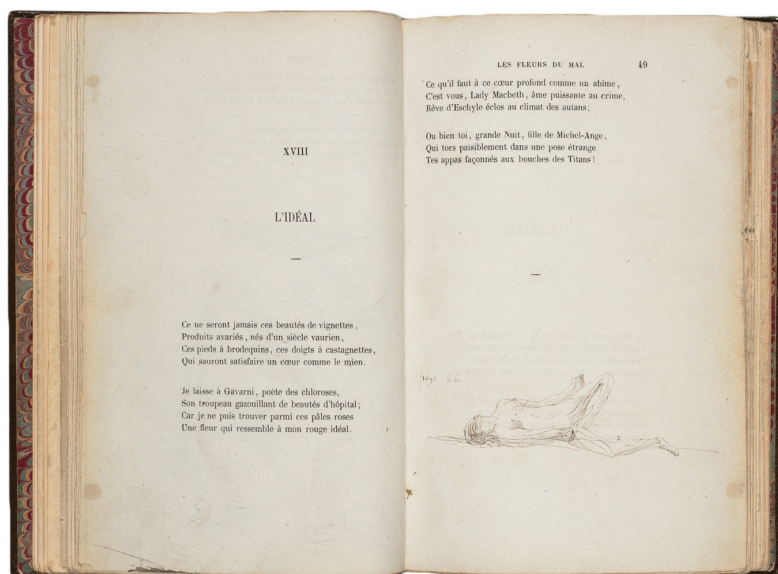 XVIII
L'IDÉAL
Ce ne seront jamais ces beautés de vignettes,
Produits avariés, nés d'un siècle vaurien,
Ces pieds à brodequins, ces doigts à castagnettes,
Qui sauront satisfaire un cœur comme le mien.
Je laisse à Gavarni, poëte des chloroses,
Son troupeau gazouillant de beautés d'hôpital;
Car je ne puis trouver parmi ces pâles roses
Une fleur qui ressemble à mon rouge idéal.
LES FLEURS DU MAL 49
Ce qu'il faut à ce cœur profond comme un abîme,
C'est vous, Lady Macbeth, âme puissante au crime,
Rêve d'Eschyle éclos au climat des autans;
Ou bien toi, grande Nuit, fille de Michel-Ange,
Qui tors paisiblement dans une pose étrange
Tes appas façonnés aux bouches des Titans!
page 66